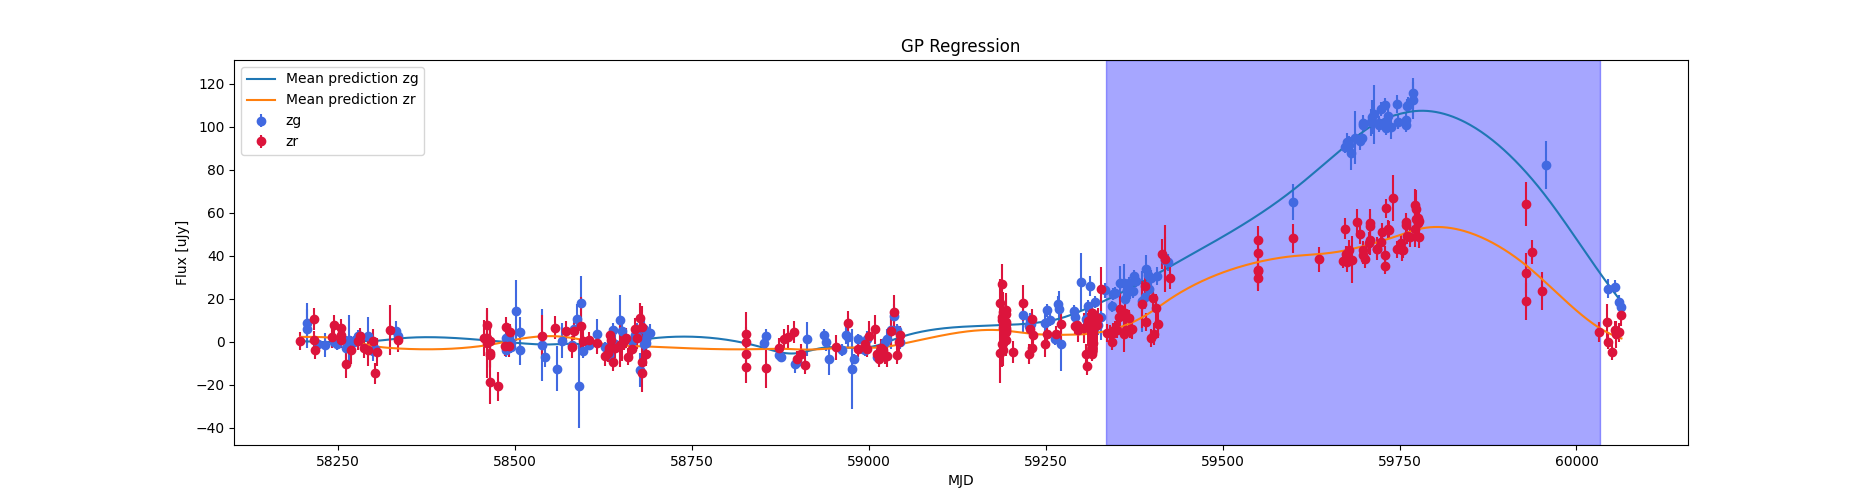 GP Regression
Mean prediction zg
Mean prediction zr
zg
zr
Flux [uJy]
120
100
80
60
40
20
0
−20
−40
58250 58500 58750 59000 59250 59500 59750 60000
MJD